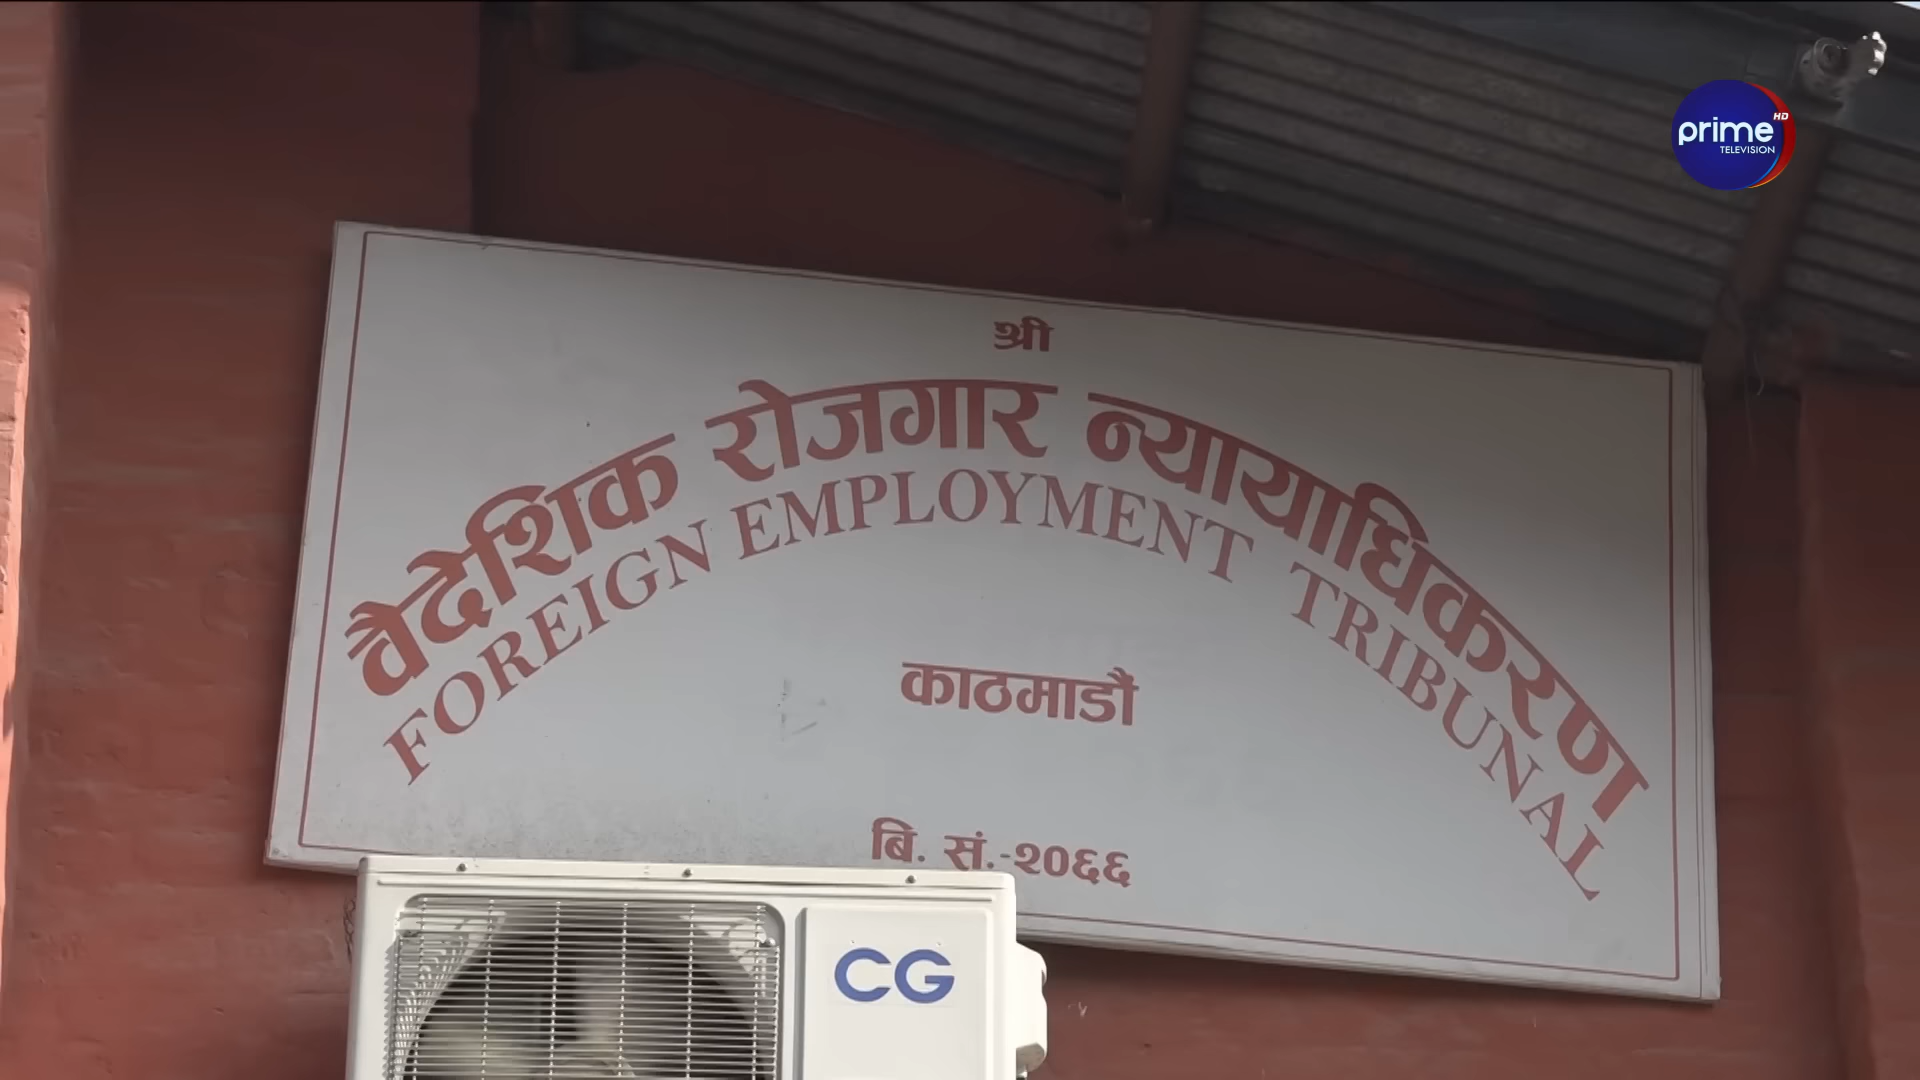 prime HD
TELEVISION
श्री
वैदेशिक रोजगार न्यायाधिकरण
FOREIGN EMPLOYMENT TRIBUNAL
काठमाडौं
बि. सं.-२०६६
CG